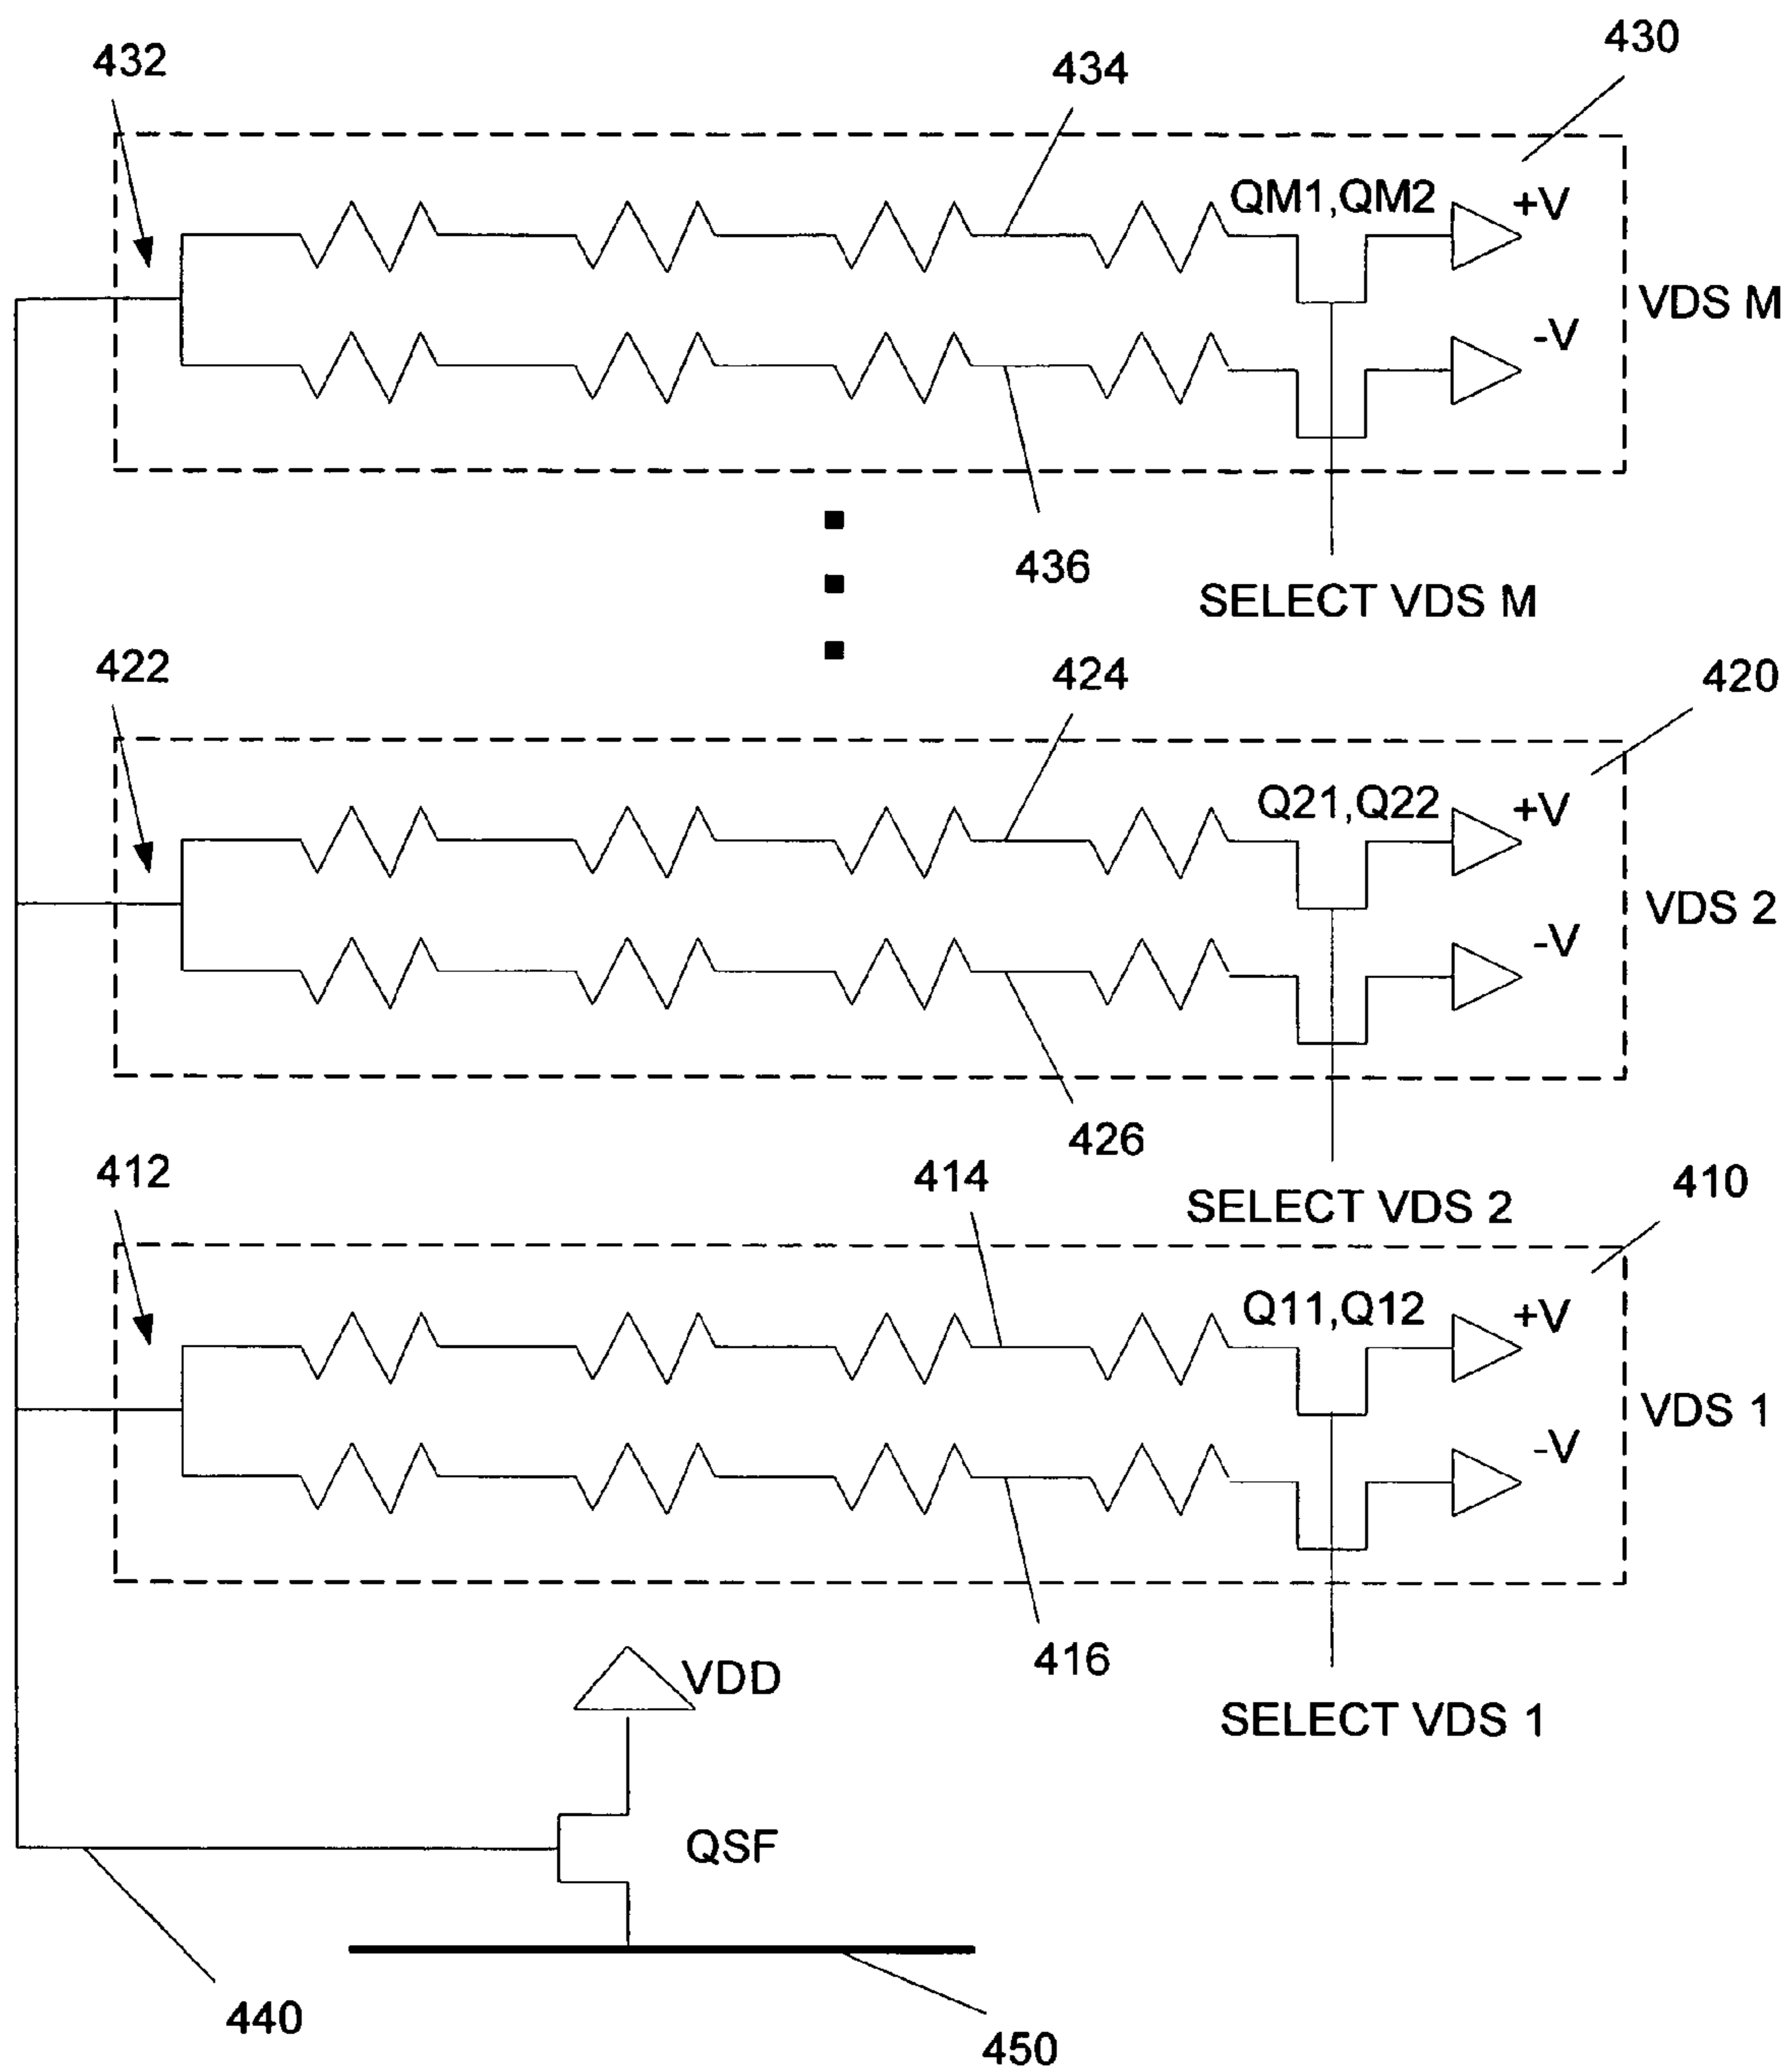 430
432
434
QM1,QM2
+V
VDS M
-V
436
SELECT VDS M
422
424
420
Q21,Q22
+V
VDS 2
-V
426
412
414
410
SELECT VDS 2
Q11,Q12
+V
VDS 1
-V
416
VDD
SELECT VDS 1
QSF
440
450